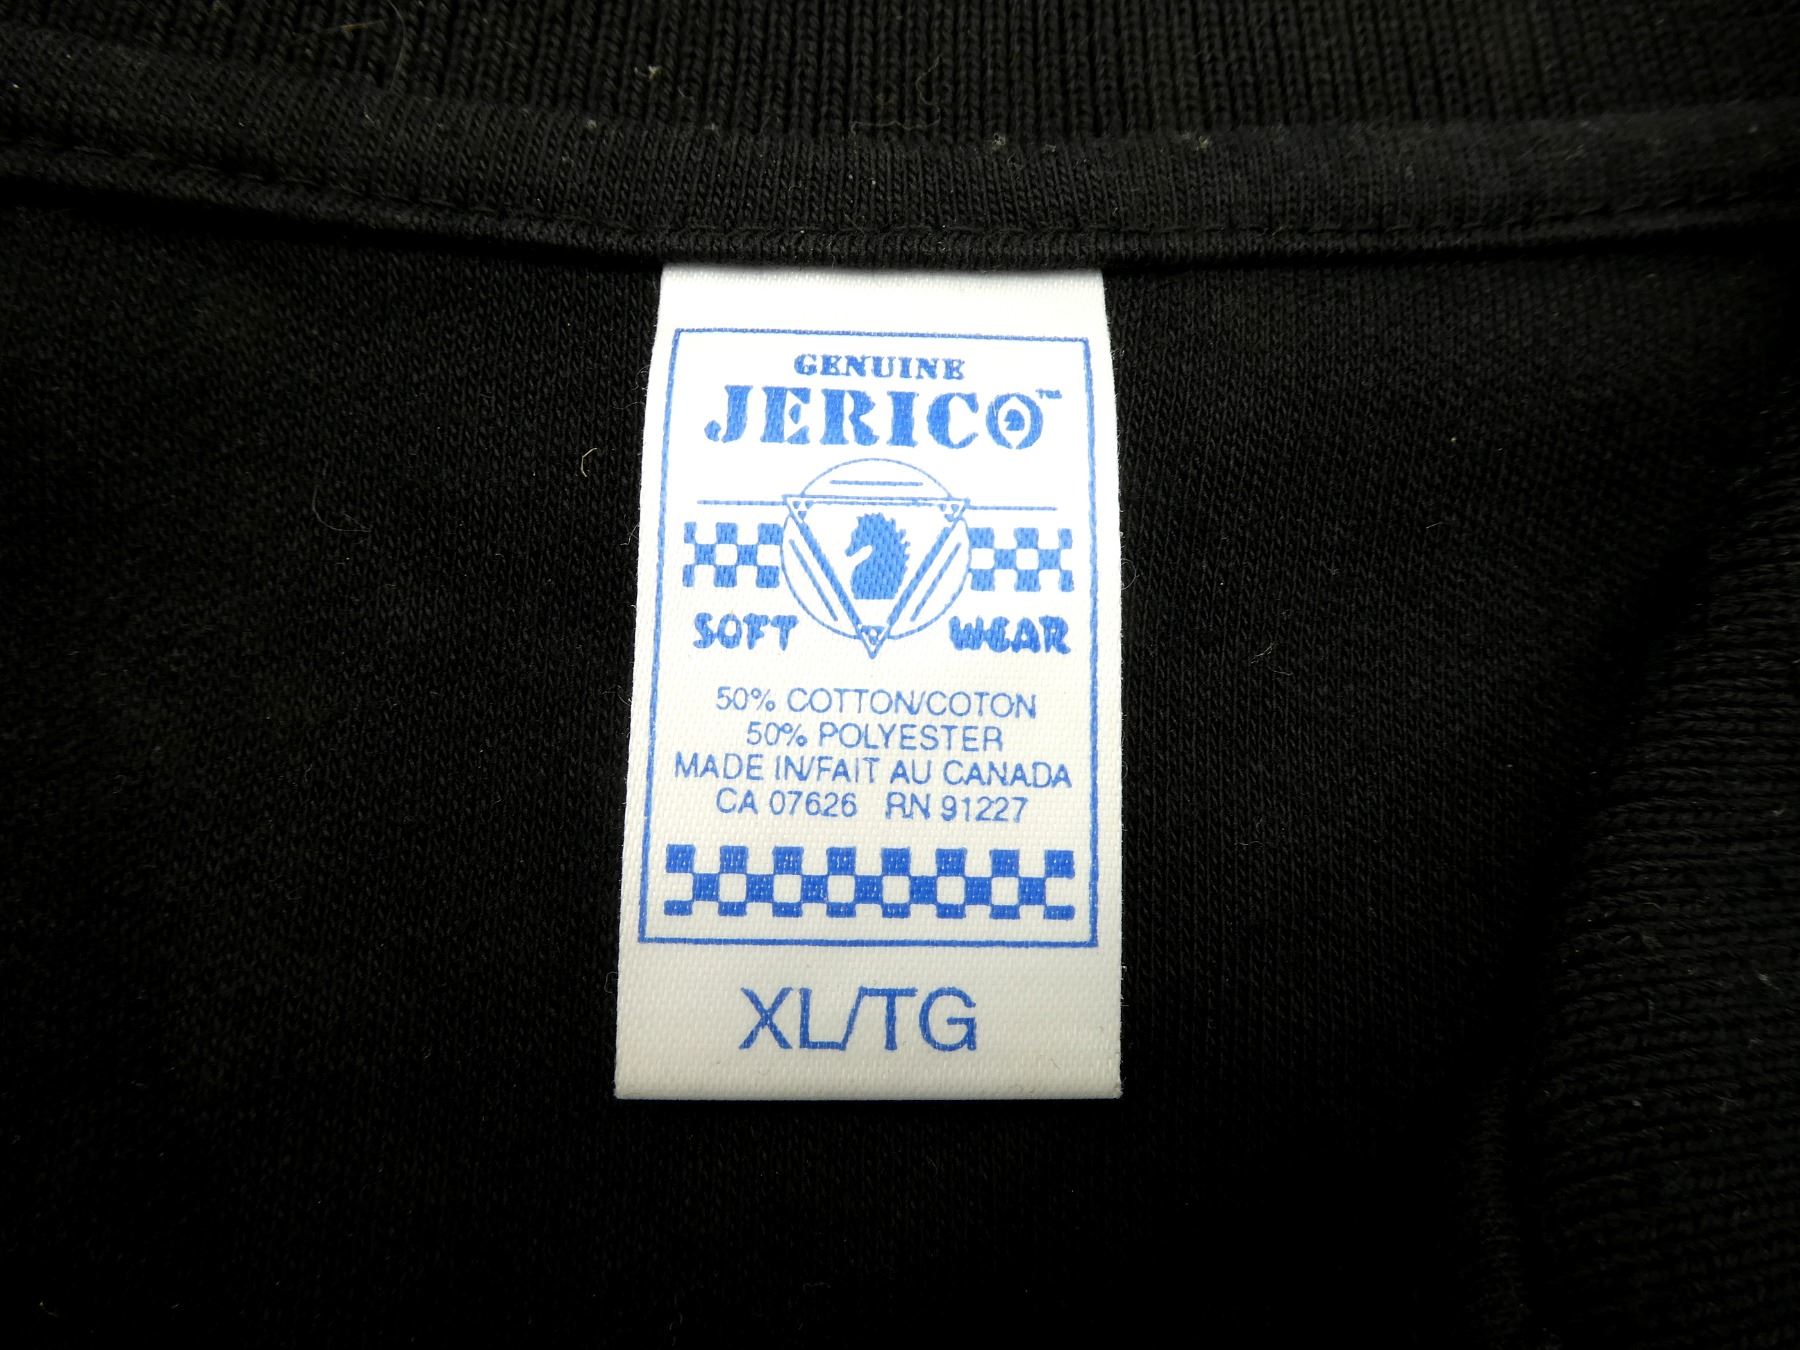 GENUINE
JERICO™
SOFT WEAR
50% COTTON/COTON
50% POLYESTER
MADE IN/FAIT AU CANADA
CA 07626 RN 91227
XL/TG